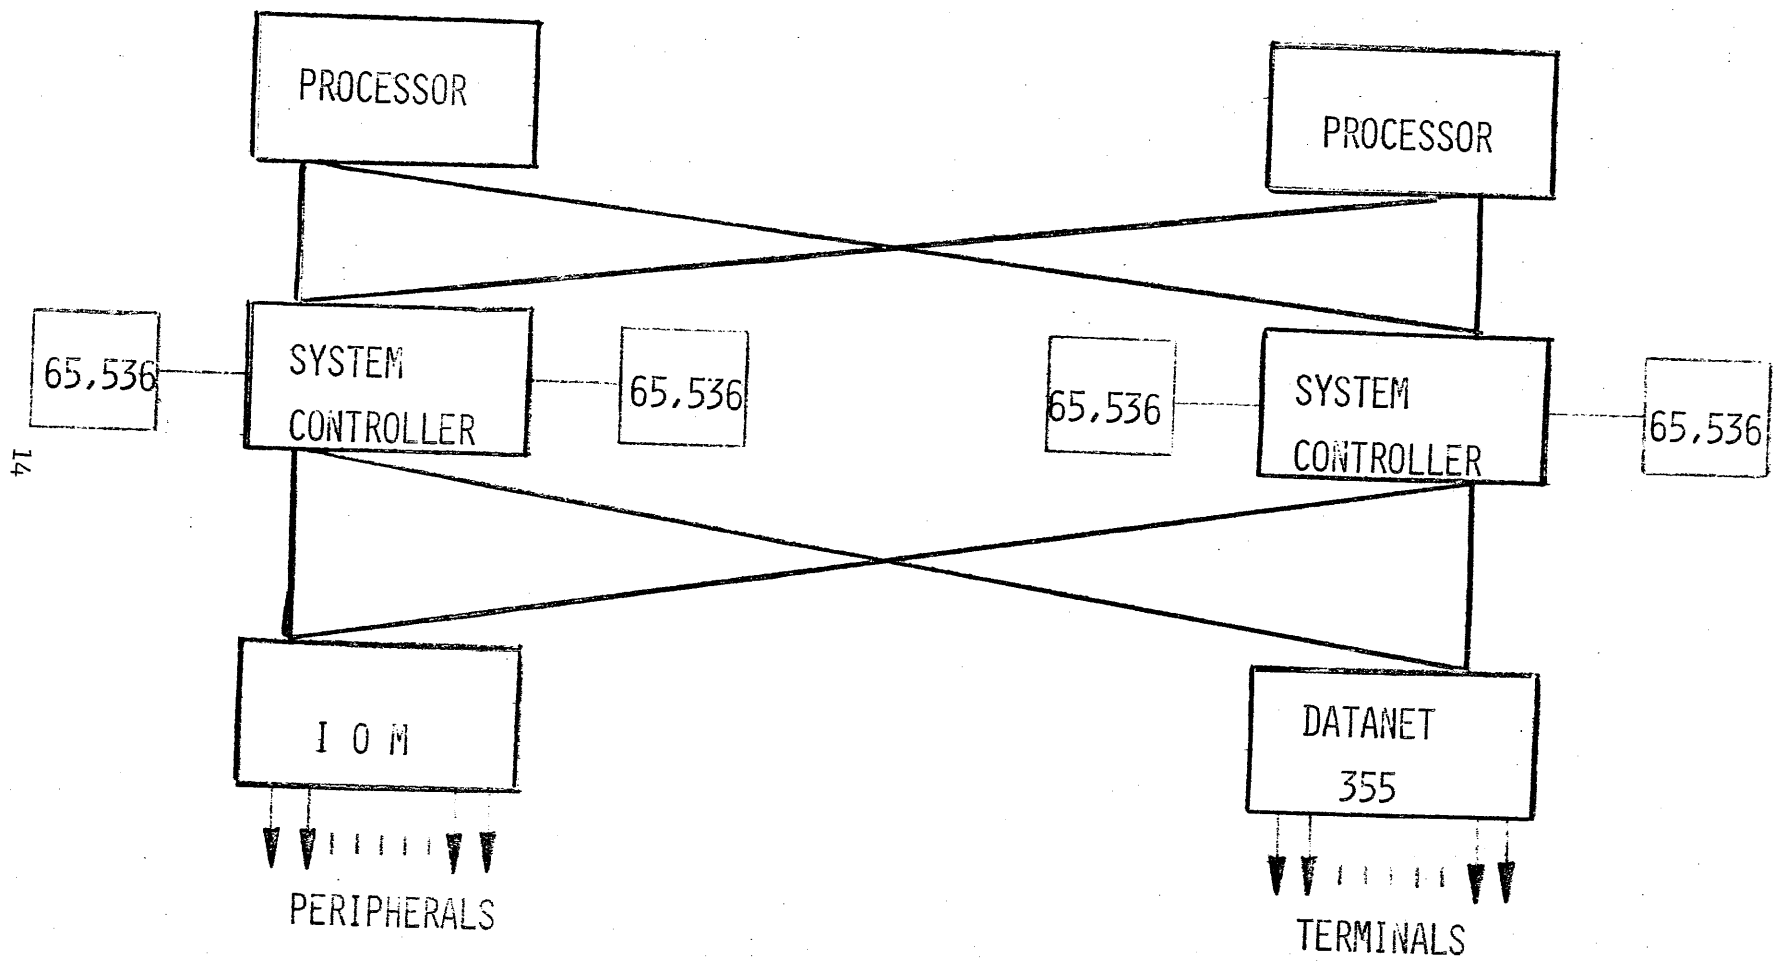 PROCESSOR
PROCESSOR
65,536
SYSTEM
CONTROLLER
65,536
65,536
SYSTEM
CONTROLLER
65,536
14
I O M
DATANET
355
PERIPHERALS
TERMINALS